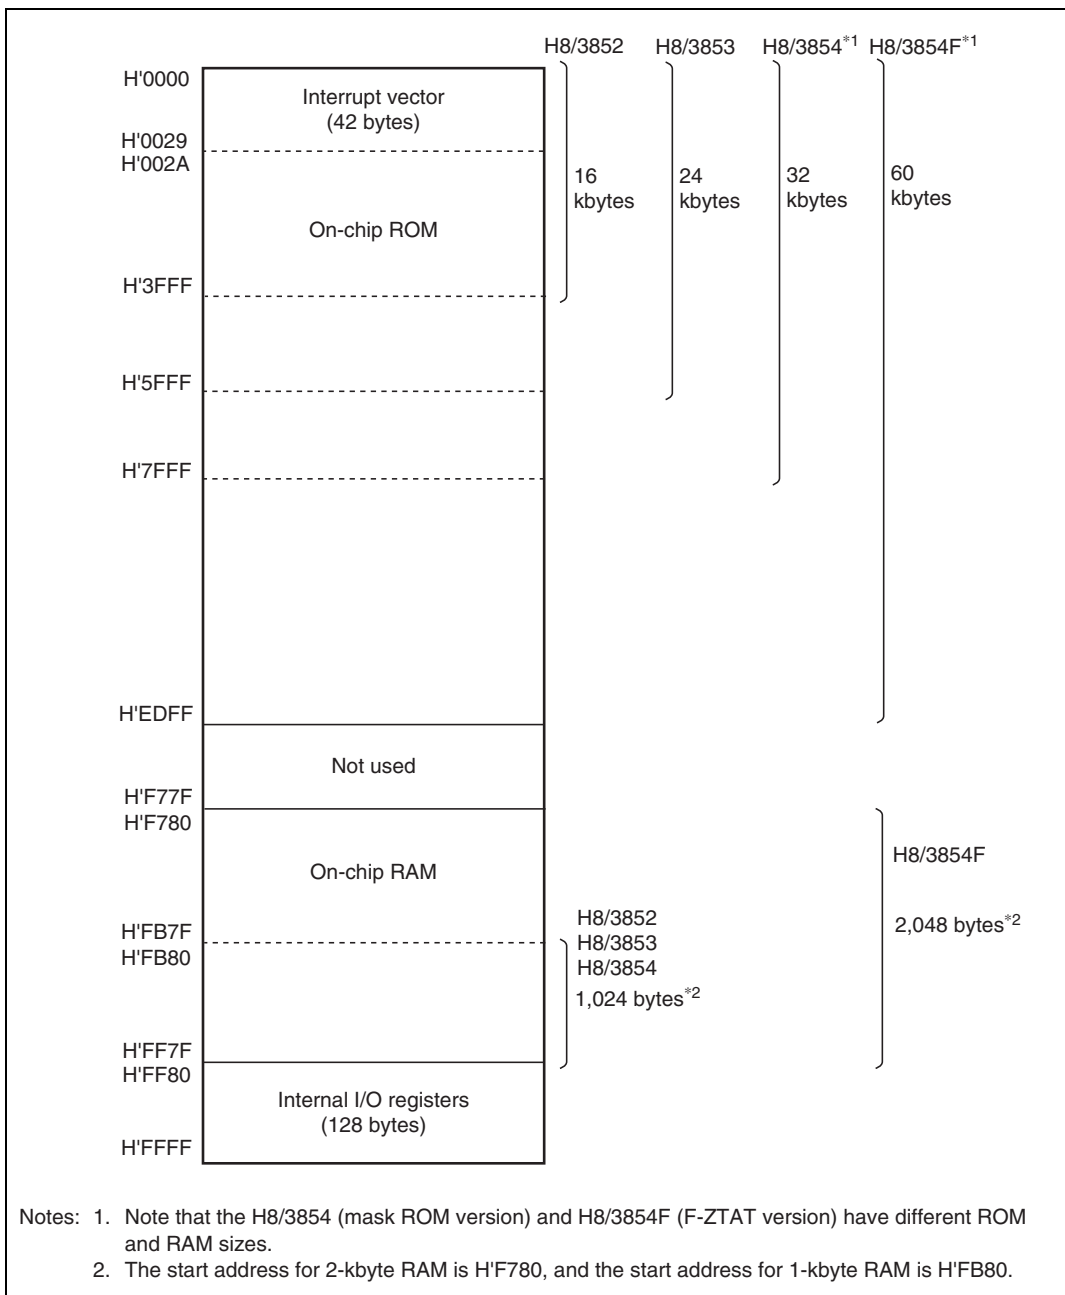 H8/3852 H8/3853 H8/3854*1 H8/3854F*1
H'0000
Interrupt vector
(42 bytes)
H'0029
H'002A
16
kbytes
24
kbytes
32
kbytes
60
kbytes
On-chip ROM
H'3FFF
H'5FFF
H'7FFF
H'EDFF
Not used
H'F77F
H'F780
On-chip RAM
H8/3854F
2,048 bytes*2
H'FB7F
H'FB80
H8/3852
H8/3853
H8/3854
1,024 bytes*2
H'FF7F
H'FF80
Internal I/O registers
(128 bytes)
H'FFFF
Notes: 1. Note that the H8/3854 (mask ROM version) and H8/3854F (F-ZTAT version) have different ROM
and RAM sizes.
2. The start address for 2-kbyte RAM is H'F780, and the start address for 1-kbyte RAM is H'FB80.